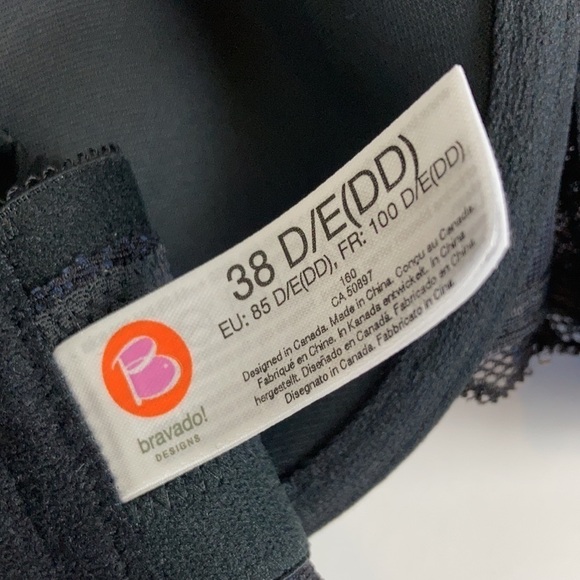 38 D/E(DD)
EU: 85 D/E(DD), FR: 100 D/E(DD)
160
CA 50897
Designed in Canada. Made in China. Conçu au Canada.
Fabriqué en Chine. In Kanada entwickelt. In China
hergestellt. Diseñado en Canadá. Fabricado en China.
Disegnato in Canada. Fabbricato in Cina.
B
bravado!
DESIGNS